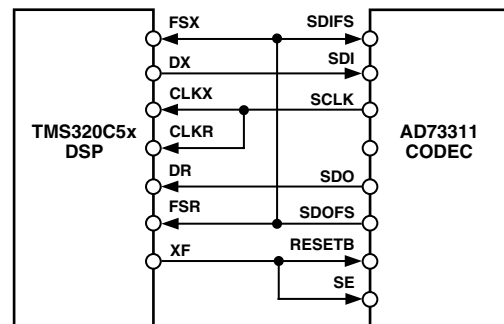 FSX SDIFS
DX SDI
CLKX SCLK
TMS320C5x
DSP
CLKR
AD73311
CODEC
DR SDO
FSR SDOFS
XF RESETB
SE